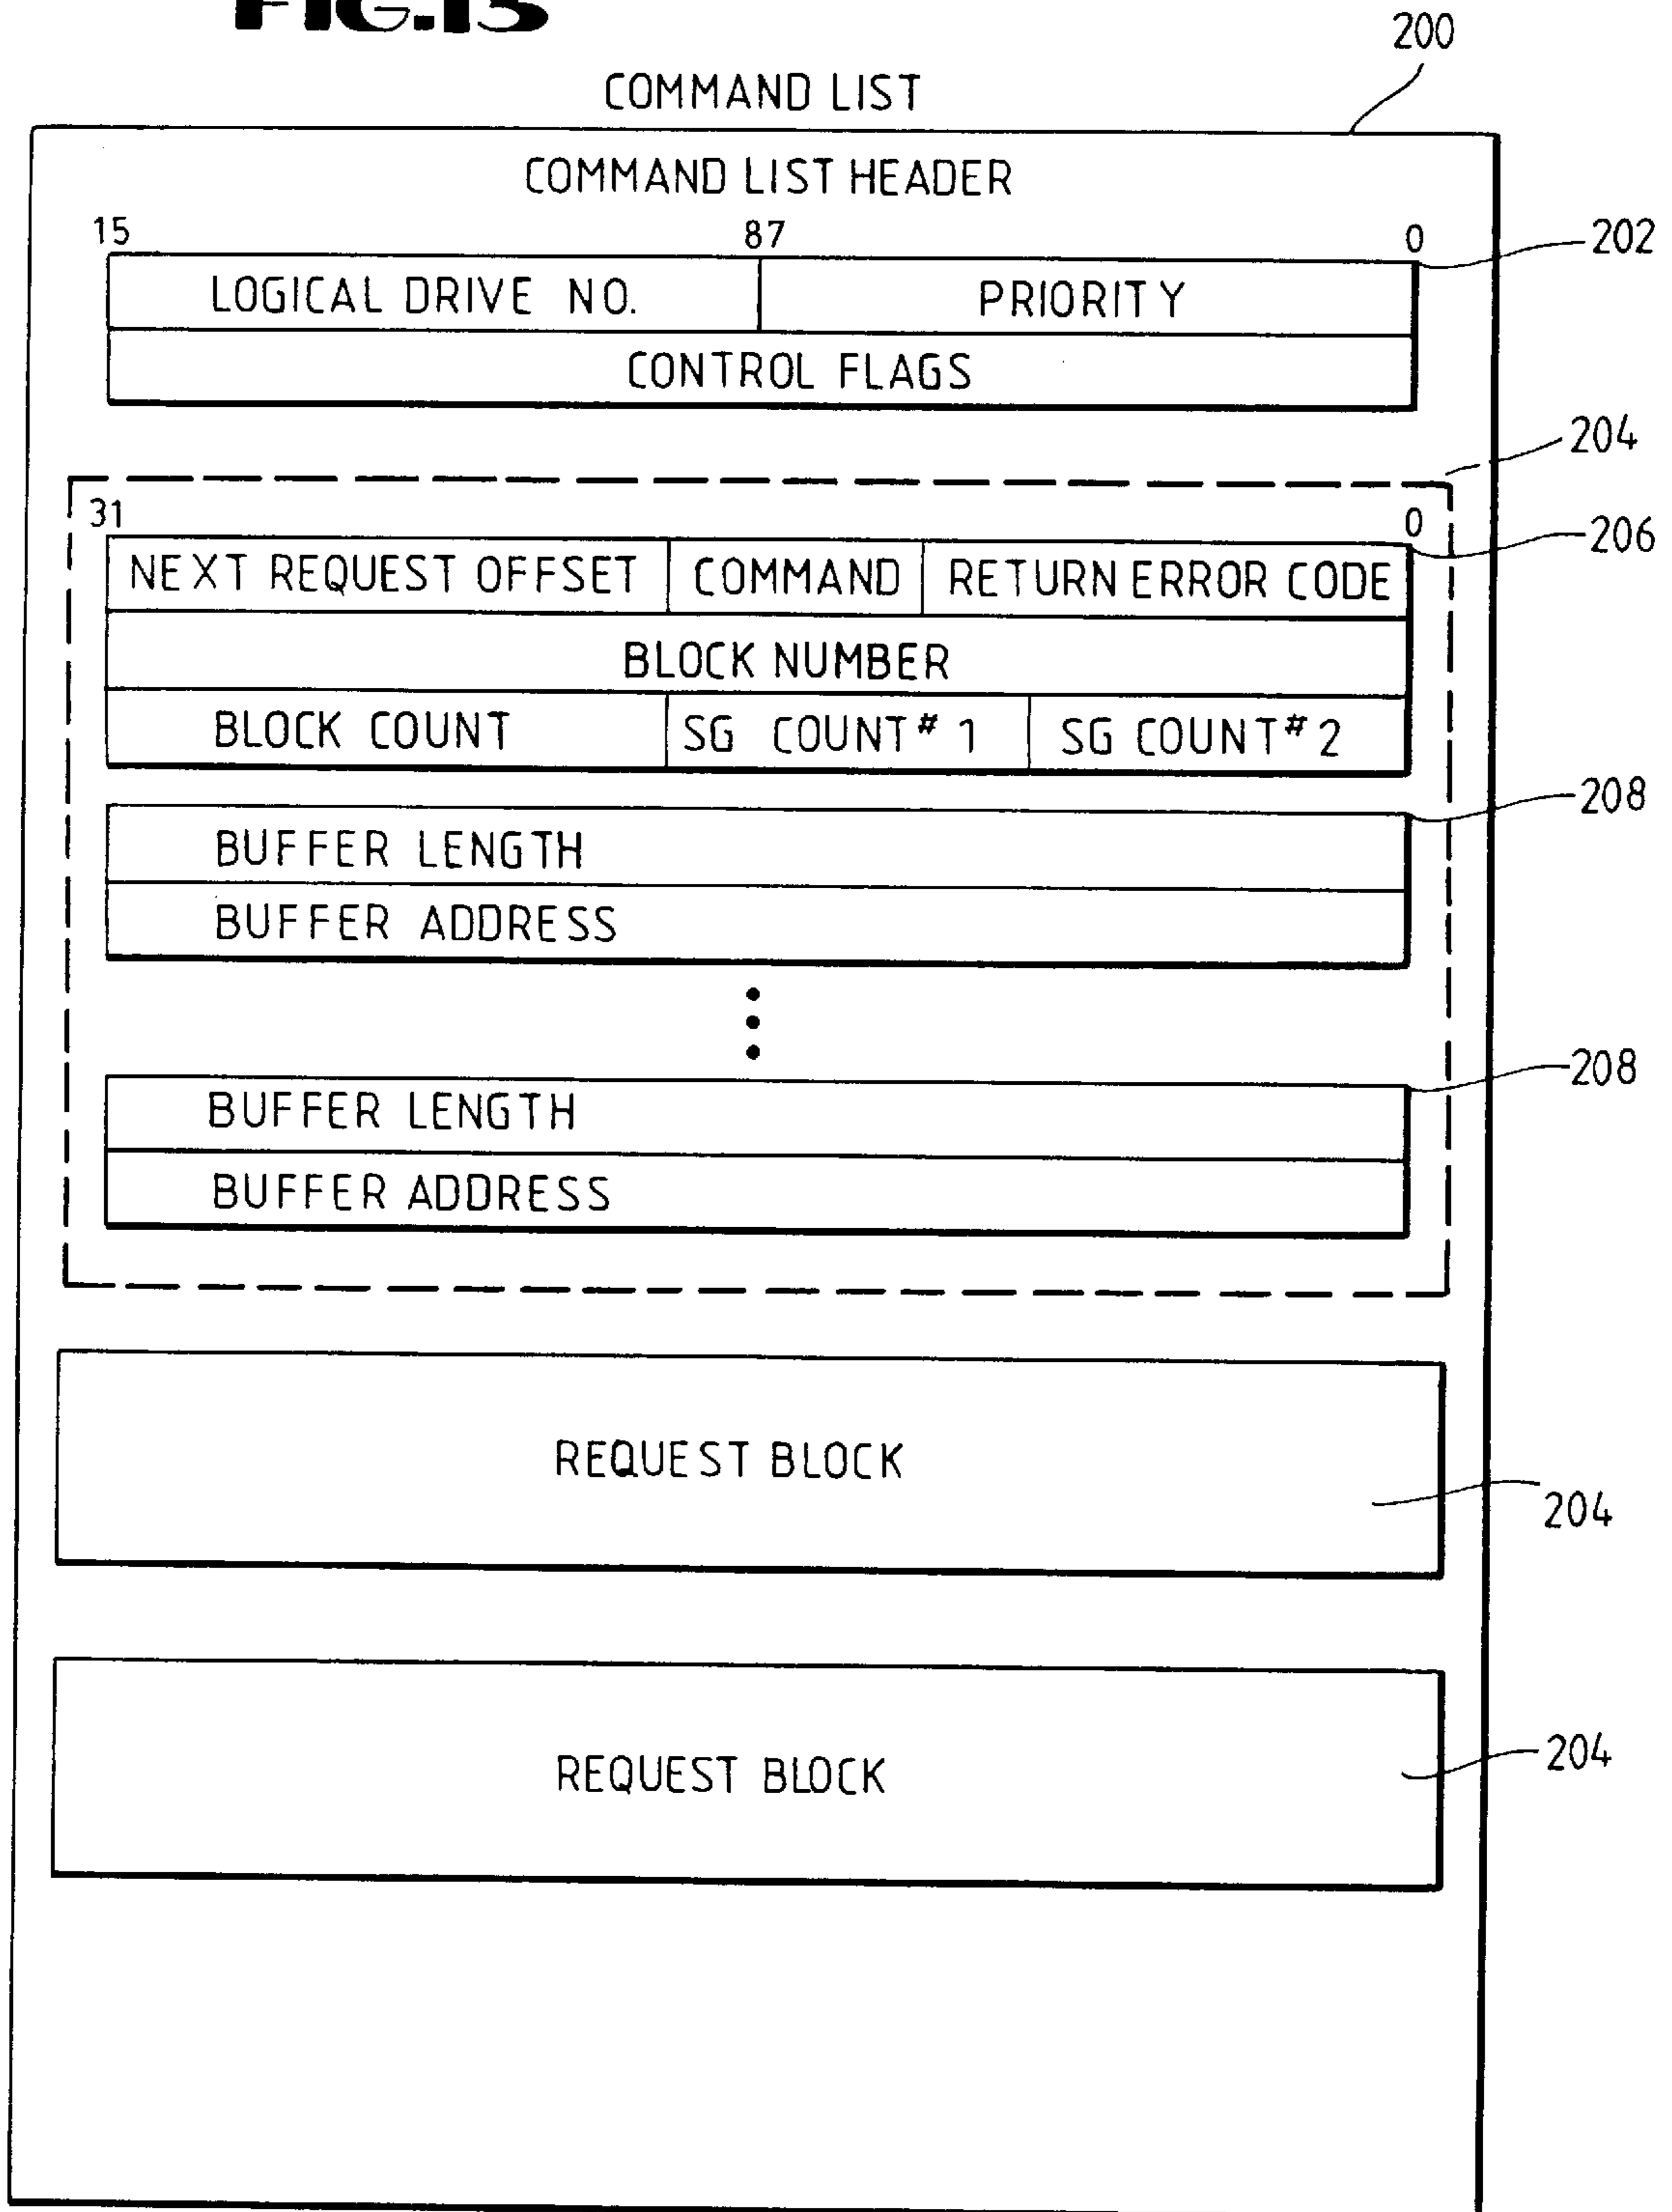 FIG.13
200
COMMAND LIST
COMMAND LIST HEADER
15 87 0 202
LOGICAL DRIVE NO. PRIORITY
CONTROL FLAGS
204
31 0 206
NEXT REQUEST OFFSET COMMAND RETURN ERROR CODE
BLOCK NUMBER
BLOCK COUNT SG COUNT# 1 SG COUNT# 2
208
BUFFER LENGTH
BUFFER ADDRESS
208
BUFFER LENGTH
BUFFER ADDRESS
REQUEST BLOCK
204
REQUEST BLOCK
204